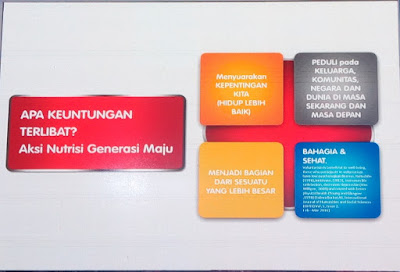 APA KEUNTUNGAN
TERLIBAT?
Aksi Nutrisi Generasi Maju
Menyuarakan
KEPENTINGAN
KITA
(HIDUP LEBIH
BAIK)
PEDULI pada
KELUARGA,
KOMUNITAS,
NEGARA DAN
DUNIA DI MASA
SEKARANG DAN
MASA DEPAN
MENJADI BAGIAN
DARI SESUATU
YANG LEBIH BESAR
BAHAGIA &
SEHAT.